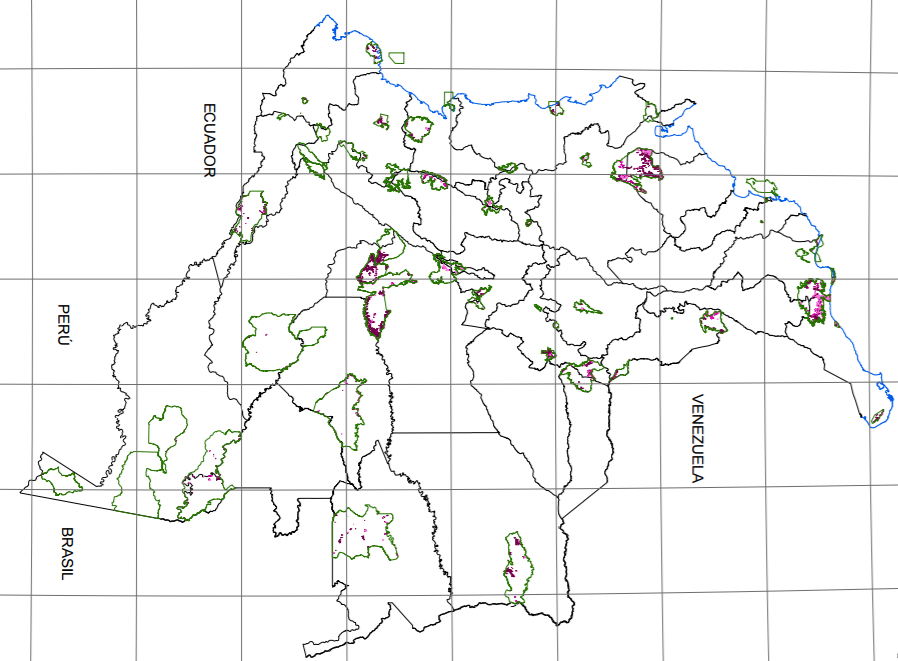 ECUADOR
PERÚ
VENEZUELA
BRASIL